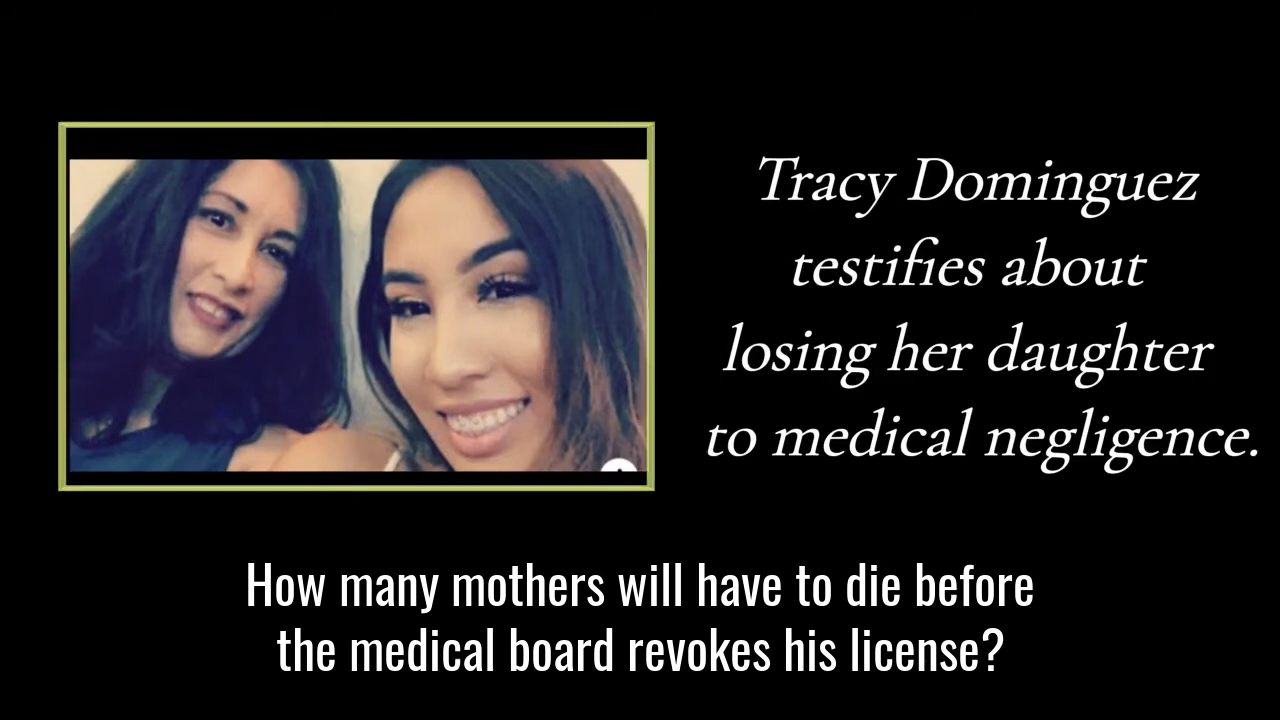 Tracy Dominguez
testifies about
losing her daughter
to medical negligence.
How many mothers will have to die before
the medical board revokes his license?